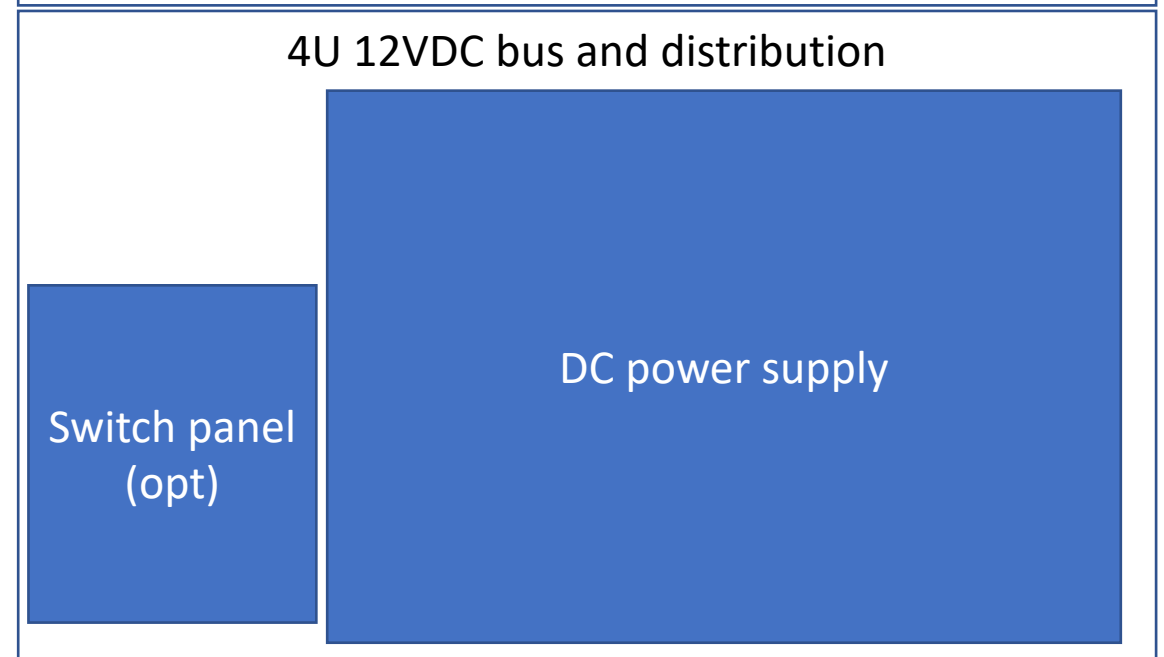 4U 12VDC bus and distribution
DC power supply
Switch panel
(opt)